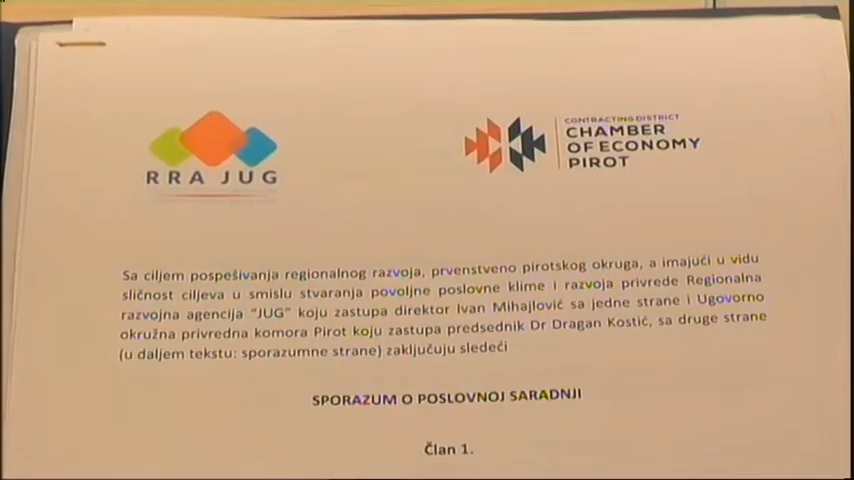 RRA JUG
CONTRACTING DISTRICT
CHAMBER
OF ECONOMY
PIROT
Sa ciljem pospešivanja regionalnog razvoja, prvenstveno pirotskog okruga, a imajući u vidu
sličnost ciljeva u smislu stvaranja povoljne poslovne klime i razvoja privrede Regionalna
razvojna agencija “JUG” koju zastupa direktor Ivan Mihajlović sa jedne strane i Ugovorno
okružna privredna komora Pirot koju zastupa predsednik Dr Dragan Kostić, sa druge strane
(u daljem tekstu: sporazumne strane) zaključuju sledeći
SPORAZUM O POSLOVNOJ SARADNJI
Član 1.